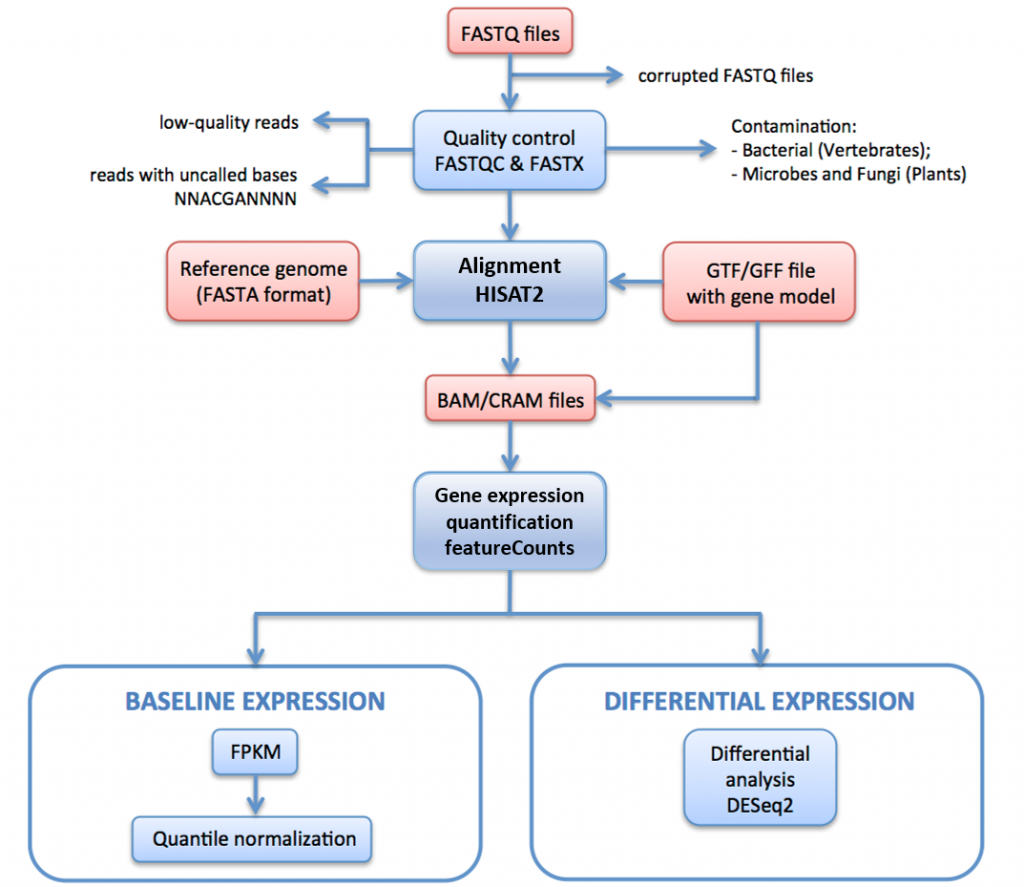 FASTQ files
corrupted FASTQ files
low-quality reads
reads with uncalled bases
NNACGANNNN
Quality control
FASTQC & FASTX
Contamination:
- Bacterial (Vertebrates);
- Microbes and Fungi (Plants)
Reference genome
(FASTA format)
Alignment
HISAT2
GTF/GFF file
with gene model
BAM/CRAM files
Gene expression
quantification
featureCounts
BASELINE EXPRESSION
FPKM
Quantile normalization
DIFFERENTIAL EXPRESSION
Differential
analysis
DESeq2